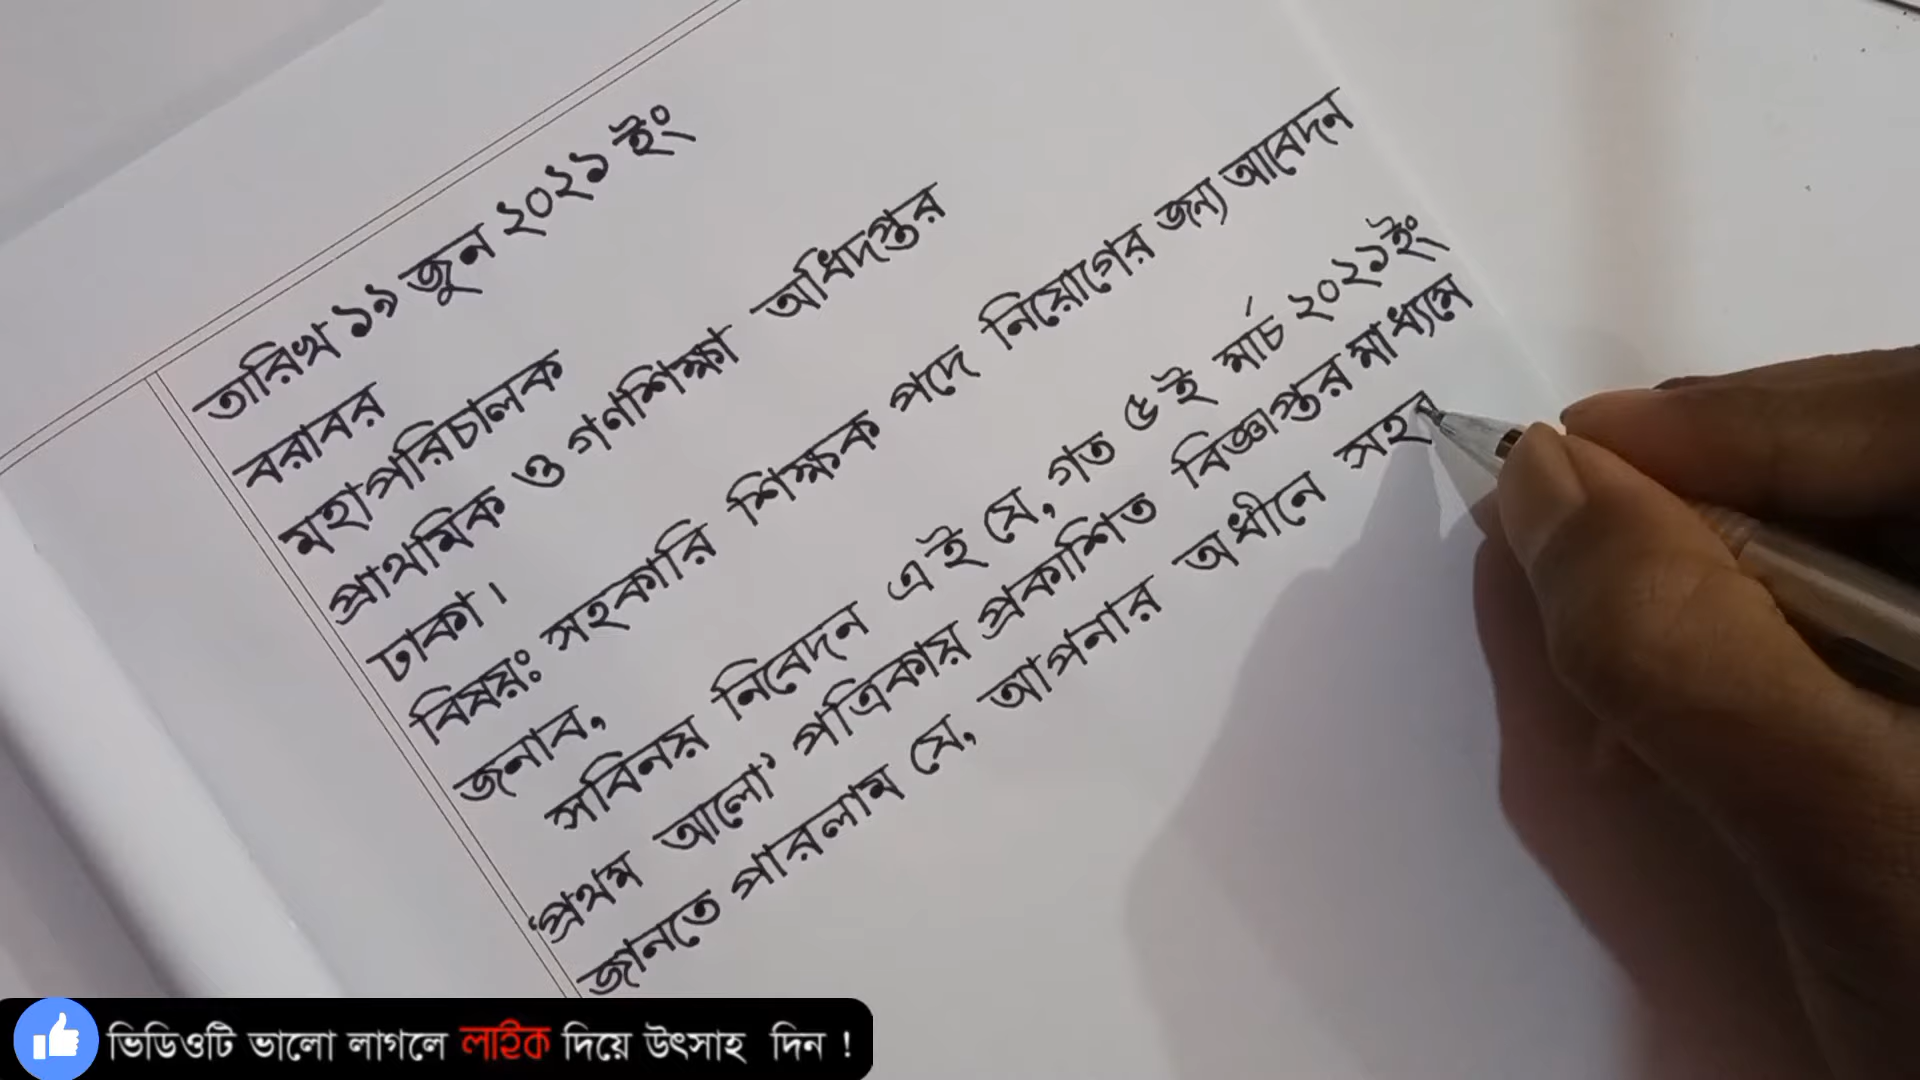 তারিখ ১৯ জুন ২০২১ ইং
বরাবর
মহাপরিচালক
প্রাথমিক ও গণশিক্ষা অধিদপ্তর
ঢাকা।
বিষয়ঃ সহকারি শিক্ষক পদে নিয়োগের জন্য আবেদন
জনাব,
সবিনয় নিবেদন এই যে, গত ৫ই মার্চ ২০২১ইং
‘প্রথম আলো’ পত্রিকায় প্রকাশিত বিজ্ঞপ্তর মাধ্যমে
জানতে পারলাম যে, আপনার অধীনে সহ
ভিডিওটি ভালো লাগলে লাইক দিয়ে উৎসাহ দিন !